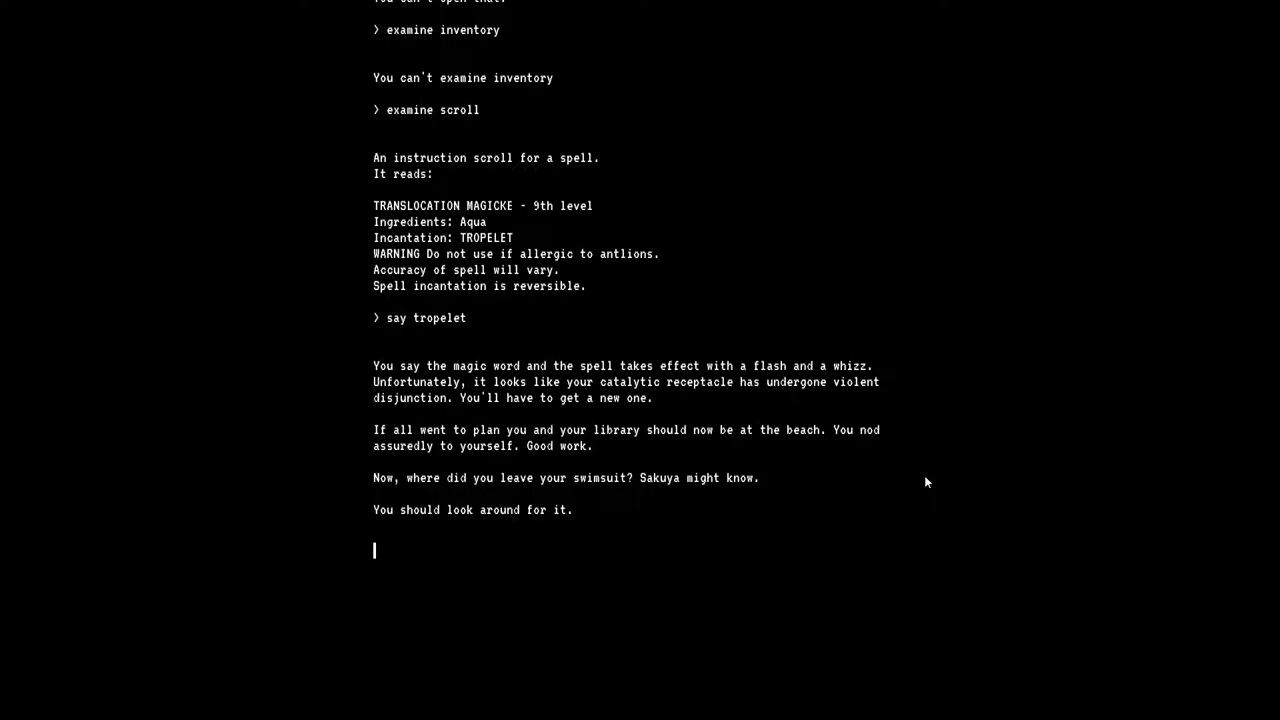 You can't open that.
> examine inventory
You can't examine inventory
> examine scroll
An instruction scroll for a spell.
It reads:
TRANSLOCATION MAGICKE - 9th level
Ingredients: Aqua
Incantation: TROPELET
WARNING Do not use if allergic to antlions.
Accuracy of spell will vary.
Spell incantation is reversible.
> say tropelet
You say the magic word and the spell takes effect with a flash and a whizz.
Unfortunately, it looks like your catalytic receptacle has undergone violent
disjunction. You'll have to get a new one.
If all went to plan you and your library should now be at the beach. You nod
assuredly to yourself. Good work.
Now, where did you leave your swimsuit? Sakuya might know.
You should look around for it.